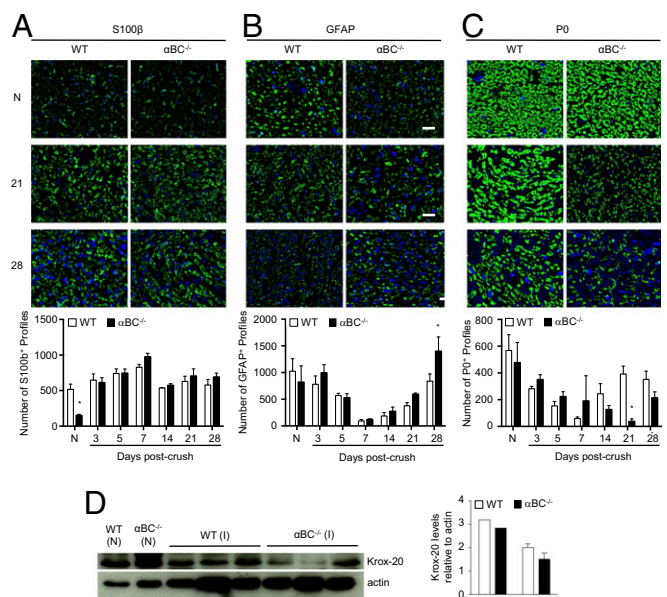 A
S100β
WT
αBC⁻/⁻
B
GFAP
WT
αBC⁻/⁻
C
P0
WT
αBC⁻/⁻
N
21
28
Number of S100b⁺ Profiles
1500
1000
500
0
WT
αBC⁻/⁻
*
N 3 5 7 14 21 28
Days post-crush
Number of GFAP⁺ Profiles
2000
1500
1000
500
0
WT
αBC⁻/⁻
*
N 3 5 7 14 21 28
Days post-crush
Number of P0⁺ Profiles
800
600
400
200
0
WT
αBC⁻/⁻
*
N 3 5 7 14 21 28
Days post-crush
D
WT (N)
αBC⁻/⁻ (N)
WT (I)
αBC⁻/⁻ (I)
Krox-20
actin
Krox-20 levels relative to actin
4
3
2
1
0
WT
αBC⁻/⁻